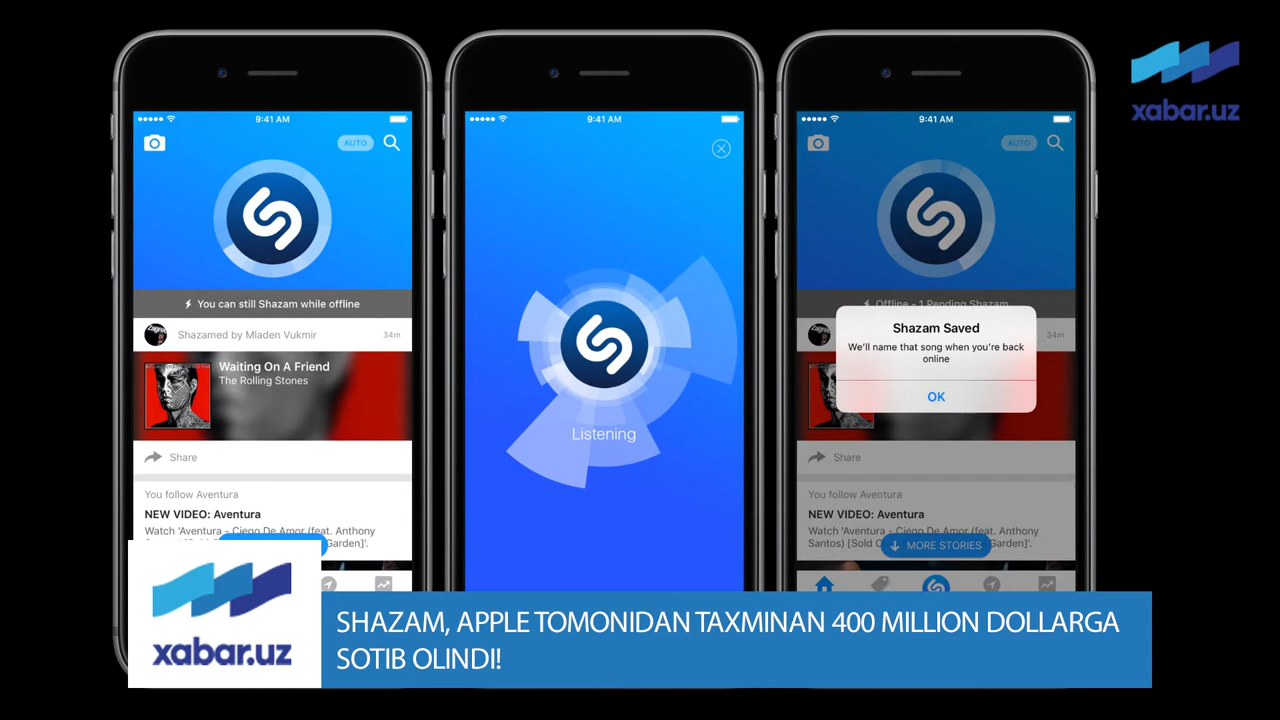 xabar.uz
9:41 AM
AUTO
You can still Shazam while offline
Zagreb
Shazamed by Mladen Vukmir
34m
Waiting On A Friend
The Rolling Stones
Share
You follow Aventura
NEW VIDEO: Aventura
Watch 'Aventura - Ciego De Amor (feat. Anthony
Garden]'.
9:41 AM
Listening
9:41 AM
AUTO
Offline - 1 Pending Shazam
34m
Shazam Saved
We'll name that song when you're back
online
OK
Share
You follow Aventura
NEW VIDEO: Aventura
Watch 'Aventura - Ciego De Amor (feat. Anthony
Santos) [Sold Garden]'.
MORE STORIES
xabar.uz
SHAZAM, APPLE TOMONIDAN TAXMINAN 400 MILLION DOLLARGA
SOTIB OLINDI!